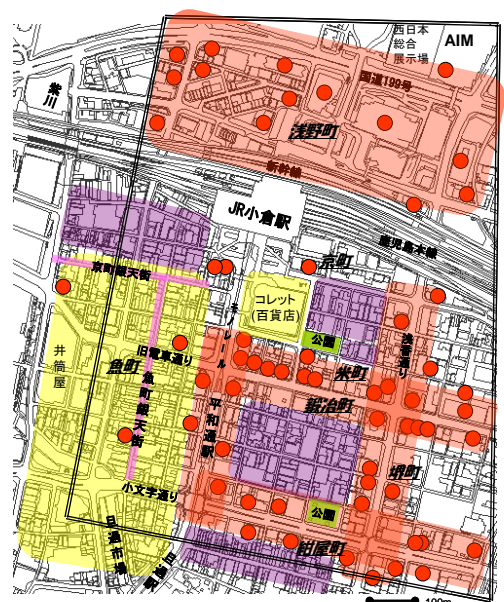 西日本
総合
展示場
AIM
国道199号
紫川
浅野町
新幹線
JR小倉駅
鹿児島本線
京町
京町銀天街
モノレール
コレット
(百貨店)
浅香通り
公園
井筒屋
魚町
旧電車通り
米町
鍛冶町
魚町銀天街
平和通駅
堺町
小文字通り
公園
旦過市場
紺屋町
100m